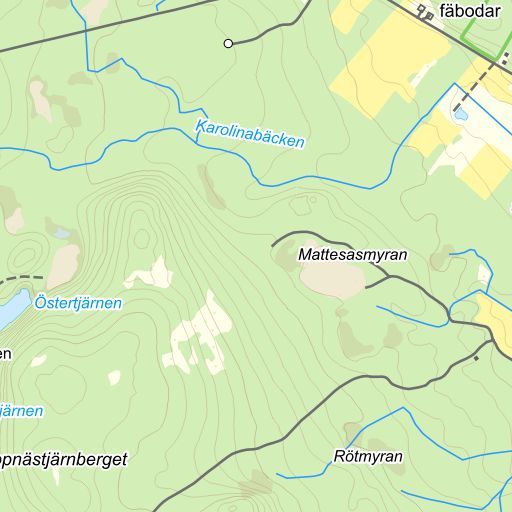 fäbodar
Karolinabäcken
Mattesasmyran
Östertjärnen
Rötmyran